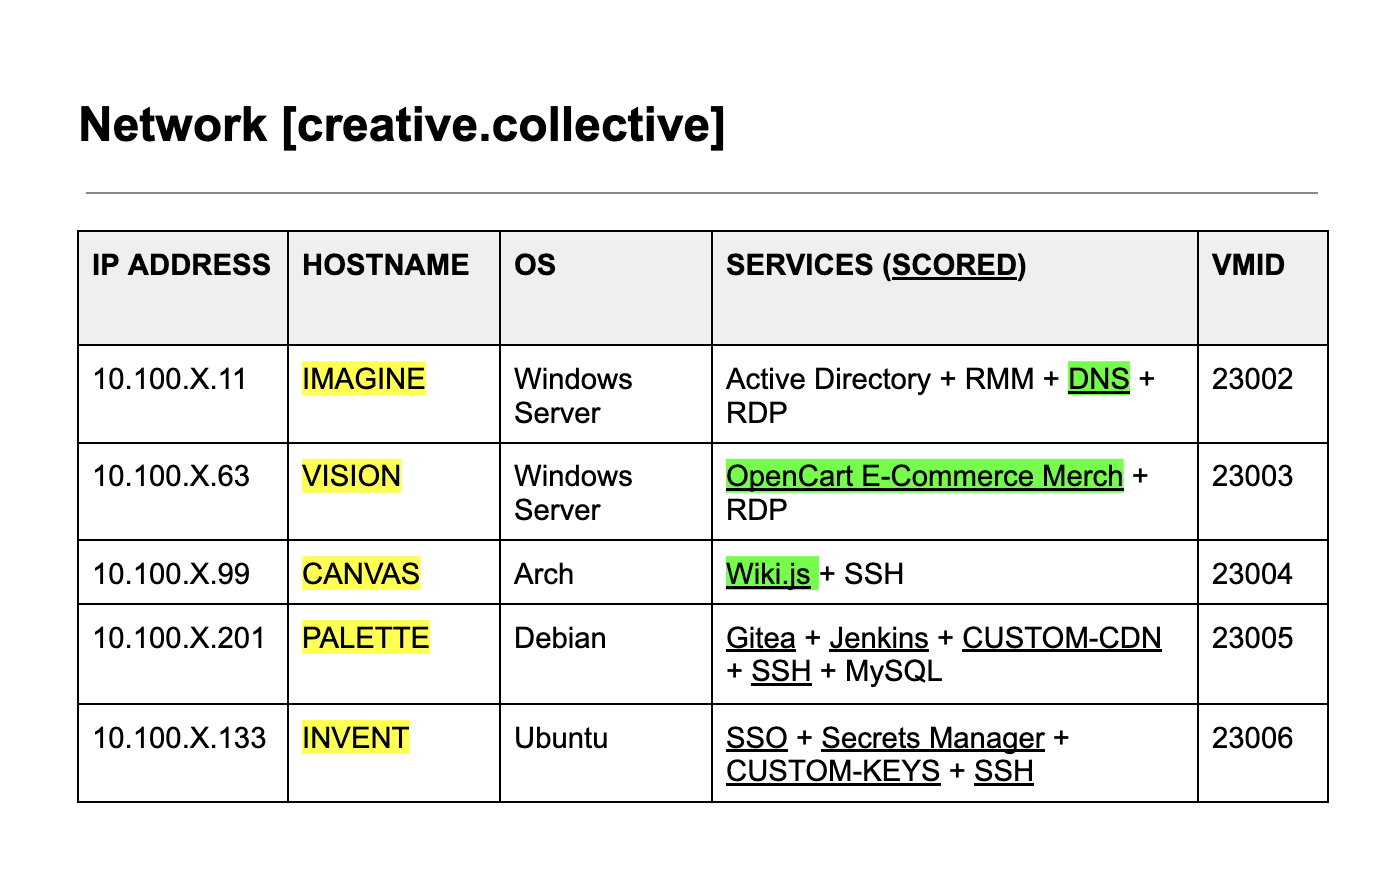 Network [creative.collective]
IP ADDRESS HOSTNAME OS SERVICES (SCORED) VMID
10.100.X.11 IMAGINE Windows Server Active Directory + RMM + DNS + RDP 23002
10.100.X.63 VISION Windows Server OpenCart E-Commerce Merch + RDP 23003
10.100.X.99 CANVAS Arch Wiki.js + SSH 23004
10.100.X.201 PALETTE Debian Gitea + Jenkins + CUSTOM-CDN + SSH + MySQL 23005
10.100.X.133 INVENT Ubuntu SSO + Secrets Manager + CUSTOM-KEYS + SSH 23006